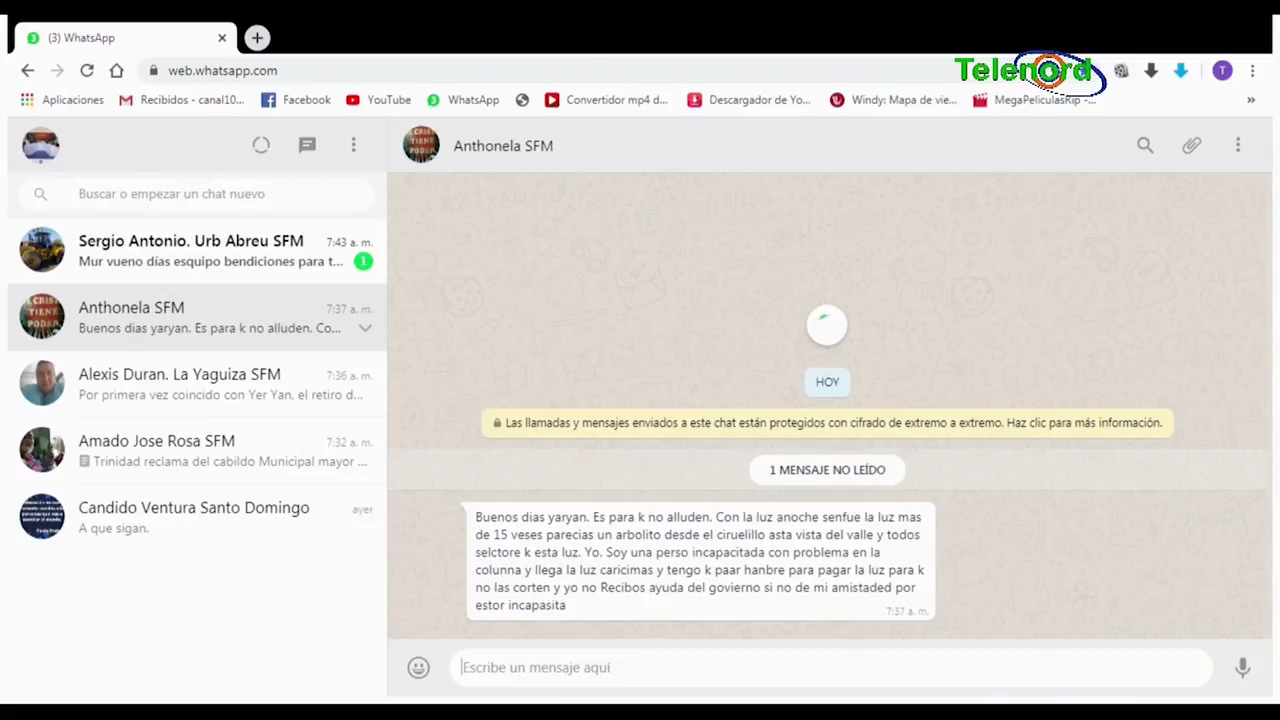 (3) WhatsApp
web.whatsapp.com
Telenord
T
Aplicaciones
Recibidos - canal10...
Facebook
YouTube
WhatsApp
Convertidor mp4 d...
Descargador de Yo...
Windy: Mapa de vie...
MegaPeliculasRip -...
Buscar o empezar un chat nuevo
Sergio Antonio. Urb Abreu SFM
7:43 a. m.
Mur vueno días esquipo bendiciones para t...
1
Anthonela SFM
7:37 a. m.
Buenos dias yaryan. Es para k no alluden. Co...
Alexis Duran. La Yaguiza SFM
7:36 a. m.
Por primera vez coincido con Yer Yan, el retiro d...
Amado Jose Rosa SFM
7:32 a. m.
Trinidad reclama del cabildo Municipal mayor ...
Candido Ventura Santo Domingo
ayer
A que sigan.
Anthonela SFM
HOY
Las llamadas y mensajes enviados a este chat están protegidos con cifrado de extremo a extremo. Haz clic para más información.
1 MENSAJE NO LEÍDO
Buenos dias yaryan. Es para k no alluden. Con la luz anoche senfue la luz mas
de 15 veses parecias un arbolito desde el ciruelillo asta vista del valle y todos
selctore k esta luz. Yo. Soy una perso incapacitada con problema en la
colunna y llega la luz caricimas y tengo k paar hanbre para pagar la luz para k
no las corten y yo no Recibos ayuda del govierno si no de mi amistaded por
estor incapasita
7:37 a. m.
Escribe un mensaje aquí